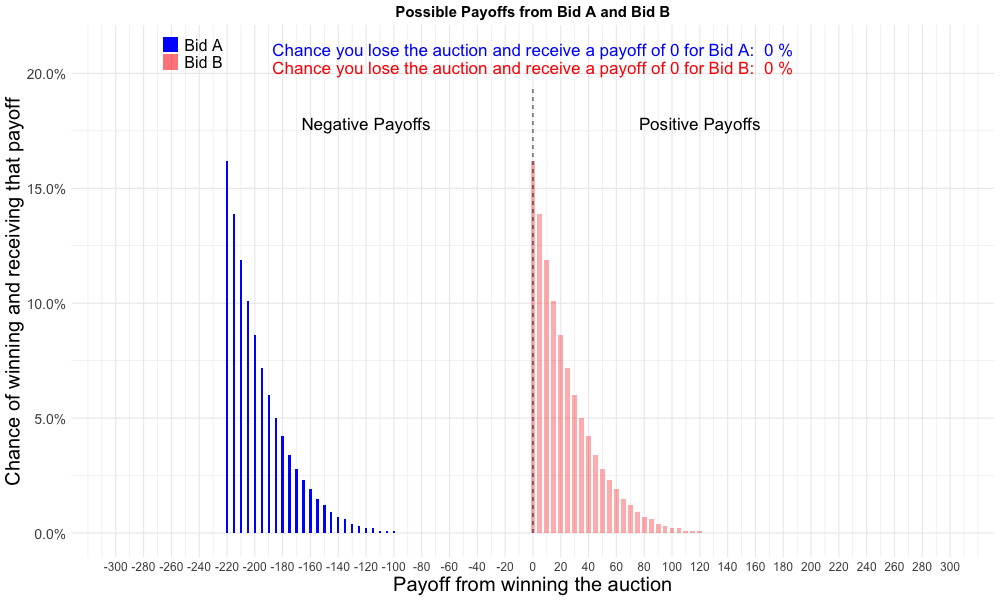 Possible Payoffs from Bid A and Bid B
Bid A
Bid B
Chance you lose the auction and receive a payoff of 0 for Bid A:  0 %
Chance you lose the auction and receive a payoff of 0 for Bid B:  0 %
Negative Payoffs
Positive Payoffs
Chance of winning and receiving that payoff
20.0%
15.0%
10.0%
5.0%
0.0%
-300 -280 -260 -240 -220 -200 -180 -160 -140 -120 -100 -80 -60 -40 -20 0 20 40 60 80 100 120 140 160 180 200 220 240 260 280 300
Payoff from winning the auction